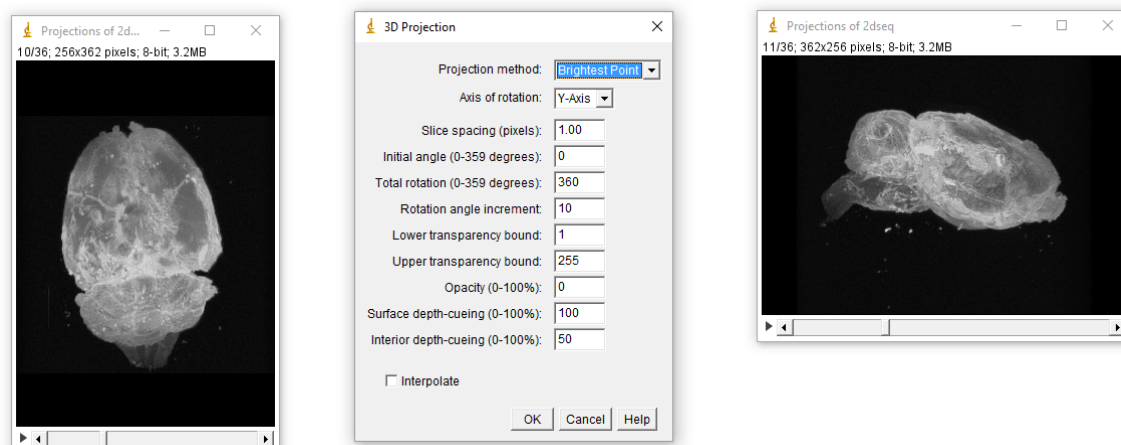 Projections of 2d...
10/36; 256x362 pixels; 8-bit; 3.2MB
3D Projection
Projection method: Brightest Point
Axis of rotation: Y-Axis
Slice spacing (pixels): 1.00
Initial angle (0-359 degrees): 0
Total rotation (0-359 degrees): 360
Rotation angle increment: 10
Lower transparency bound: 1
Upper transparency bound: 255
Opacity (0-100%): 0
Surface depth-cueing (0-100%): 100
Interior depth-cueing (0-100%): 50
Interpolate
OK Cancel Help
Projections of 2dseq
11/36; 362x256 pixels; 8-bit; 3.2MB